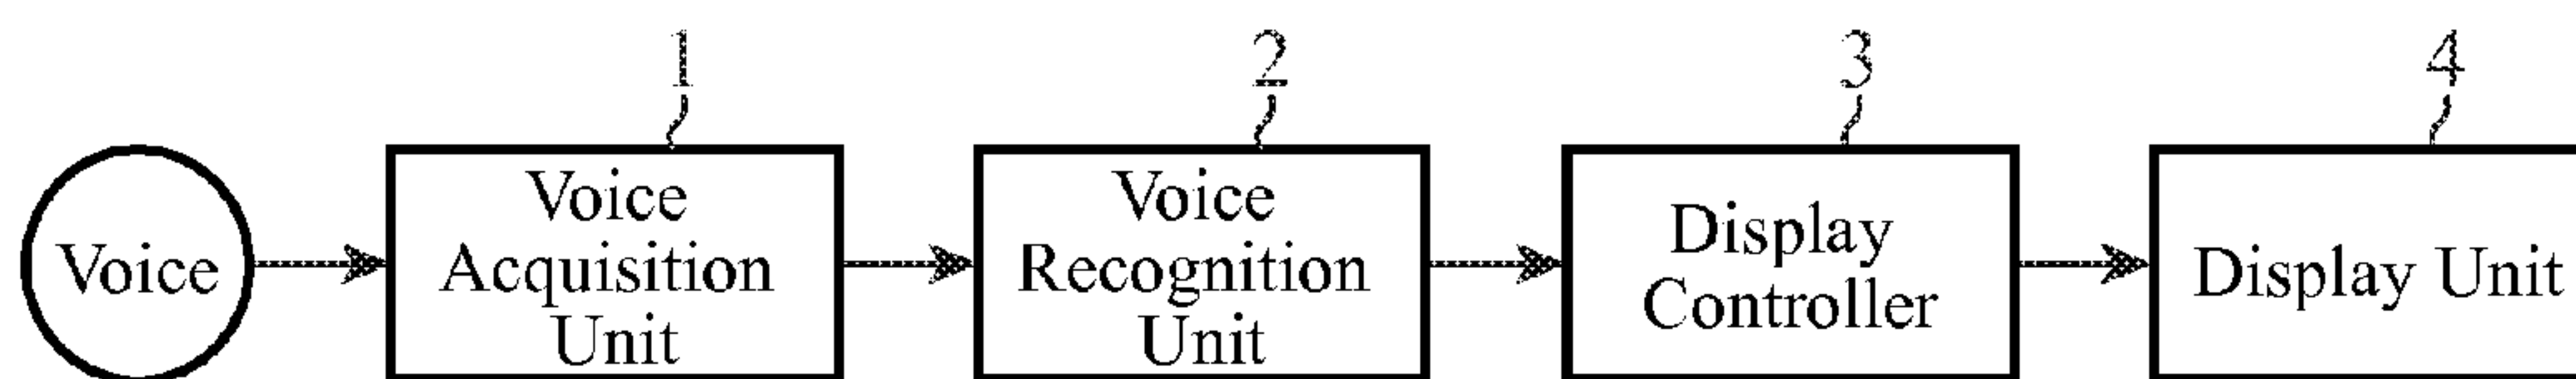 1
2
3
4
Voice
Voice
Acquisition
Unit
Voice
Recognition
Unit
Display
Controller
Display Unit